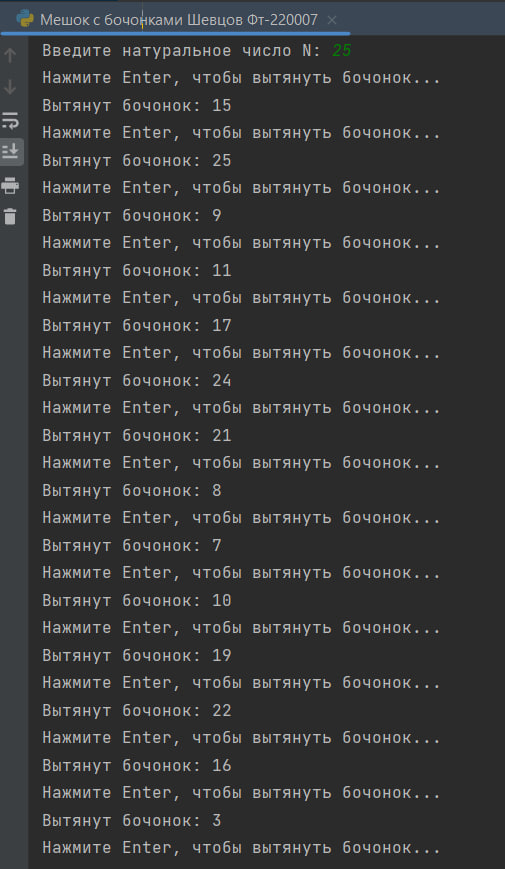 Мешок с бочонками Шевцов Фт-220007
Введите натуральное число N: 25
Нажмите Enter, чтобы вытянуть бочонок...
Вытянут бочонок: 15
Нажмите Enter, чтобы вытянуть бочонок...
Вытянут бочонок: 25
Нажмите Enter, чтобы вытянуть бочонок...
Вытянут бочонок: 9
Нажмите Enter, чтобы вытянуть бочонок...
Вытянут бочонок: 11
Нажмите Enter, чтобы вытянуть бочонок...
Вытянут бочонок: 17
Нажмите Enter, чтобы вытянуть бочонок...
Вытянут бочонок: 24
Нажмите Enter, чтобы вытянуть бочонок...
Вытянут бочонок: 21
Нажмите Enter, чтобы вытянуть бочонок...
Вытянут бочонок: 8
Нажмите Enter, чтобы вытянуть бочонок...
Вытянут бочонок: 7
Нажмите Enter, чтобы вытянуть бочонок...
Вытянут бочонок: 10
Нажмите Enter, чтобы вытянуть бочонок...
Вытянут бочонок: 19
Нажмите Enter, чтобы вытянуть бочонок...
Вытянут бочонок: 22
Нажмите Enter, чтобы вытянуть бочонок...
Вытянут бочонок: 16
Нажмите Enter, чтобы вытянуть бочонок...
Вытянут бочонок: 3
Нажмите Enter, чтобы вытянуть бочонок...